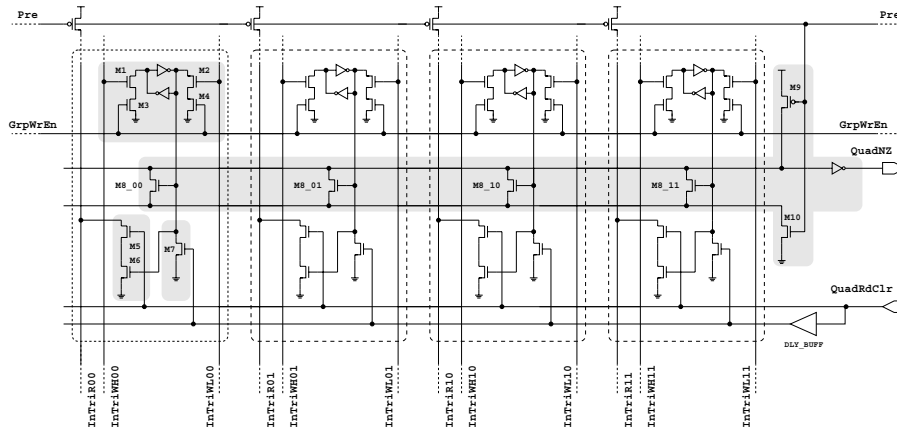 Pre Pre
M1 M2
M9
M3 M4
GrpWrEn GrpWrEn
QuadNZ
M8_00 M8_01 M8_10 M8_11
M10
M5 M7
M6
QuadRdClr
DLY_BUFF
InTriR00
InTriWH00
InTriWL00
InTriR01
InTriWH01
InTriWL01
InTriR10
InTriWH10
InTriWL10
InTriR11
InTriWH11
InTriWL11